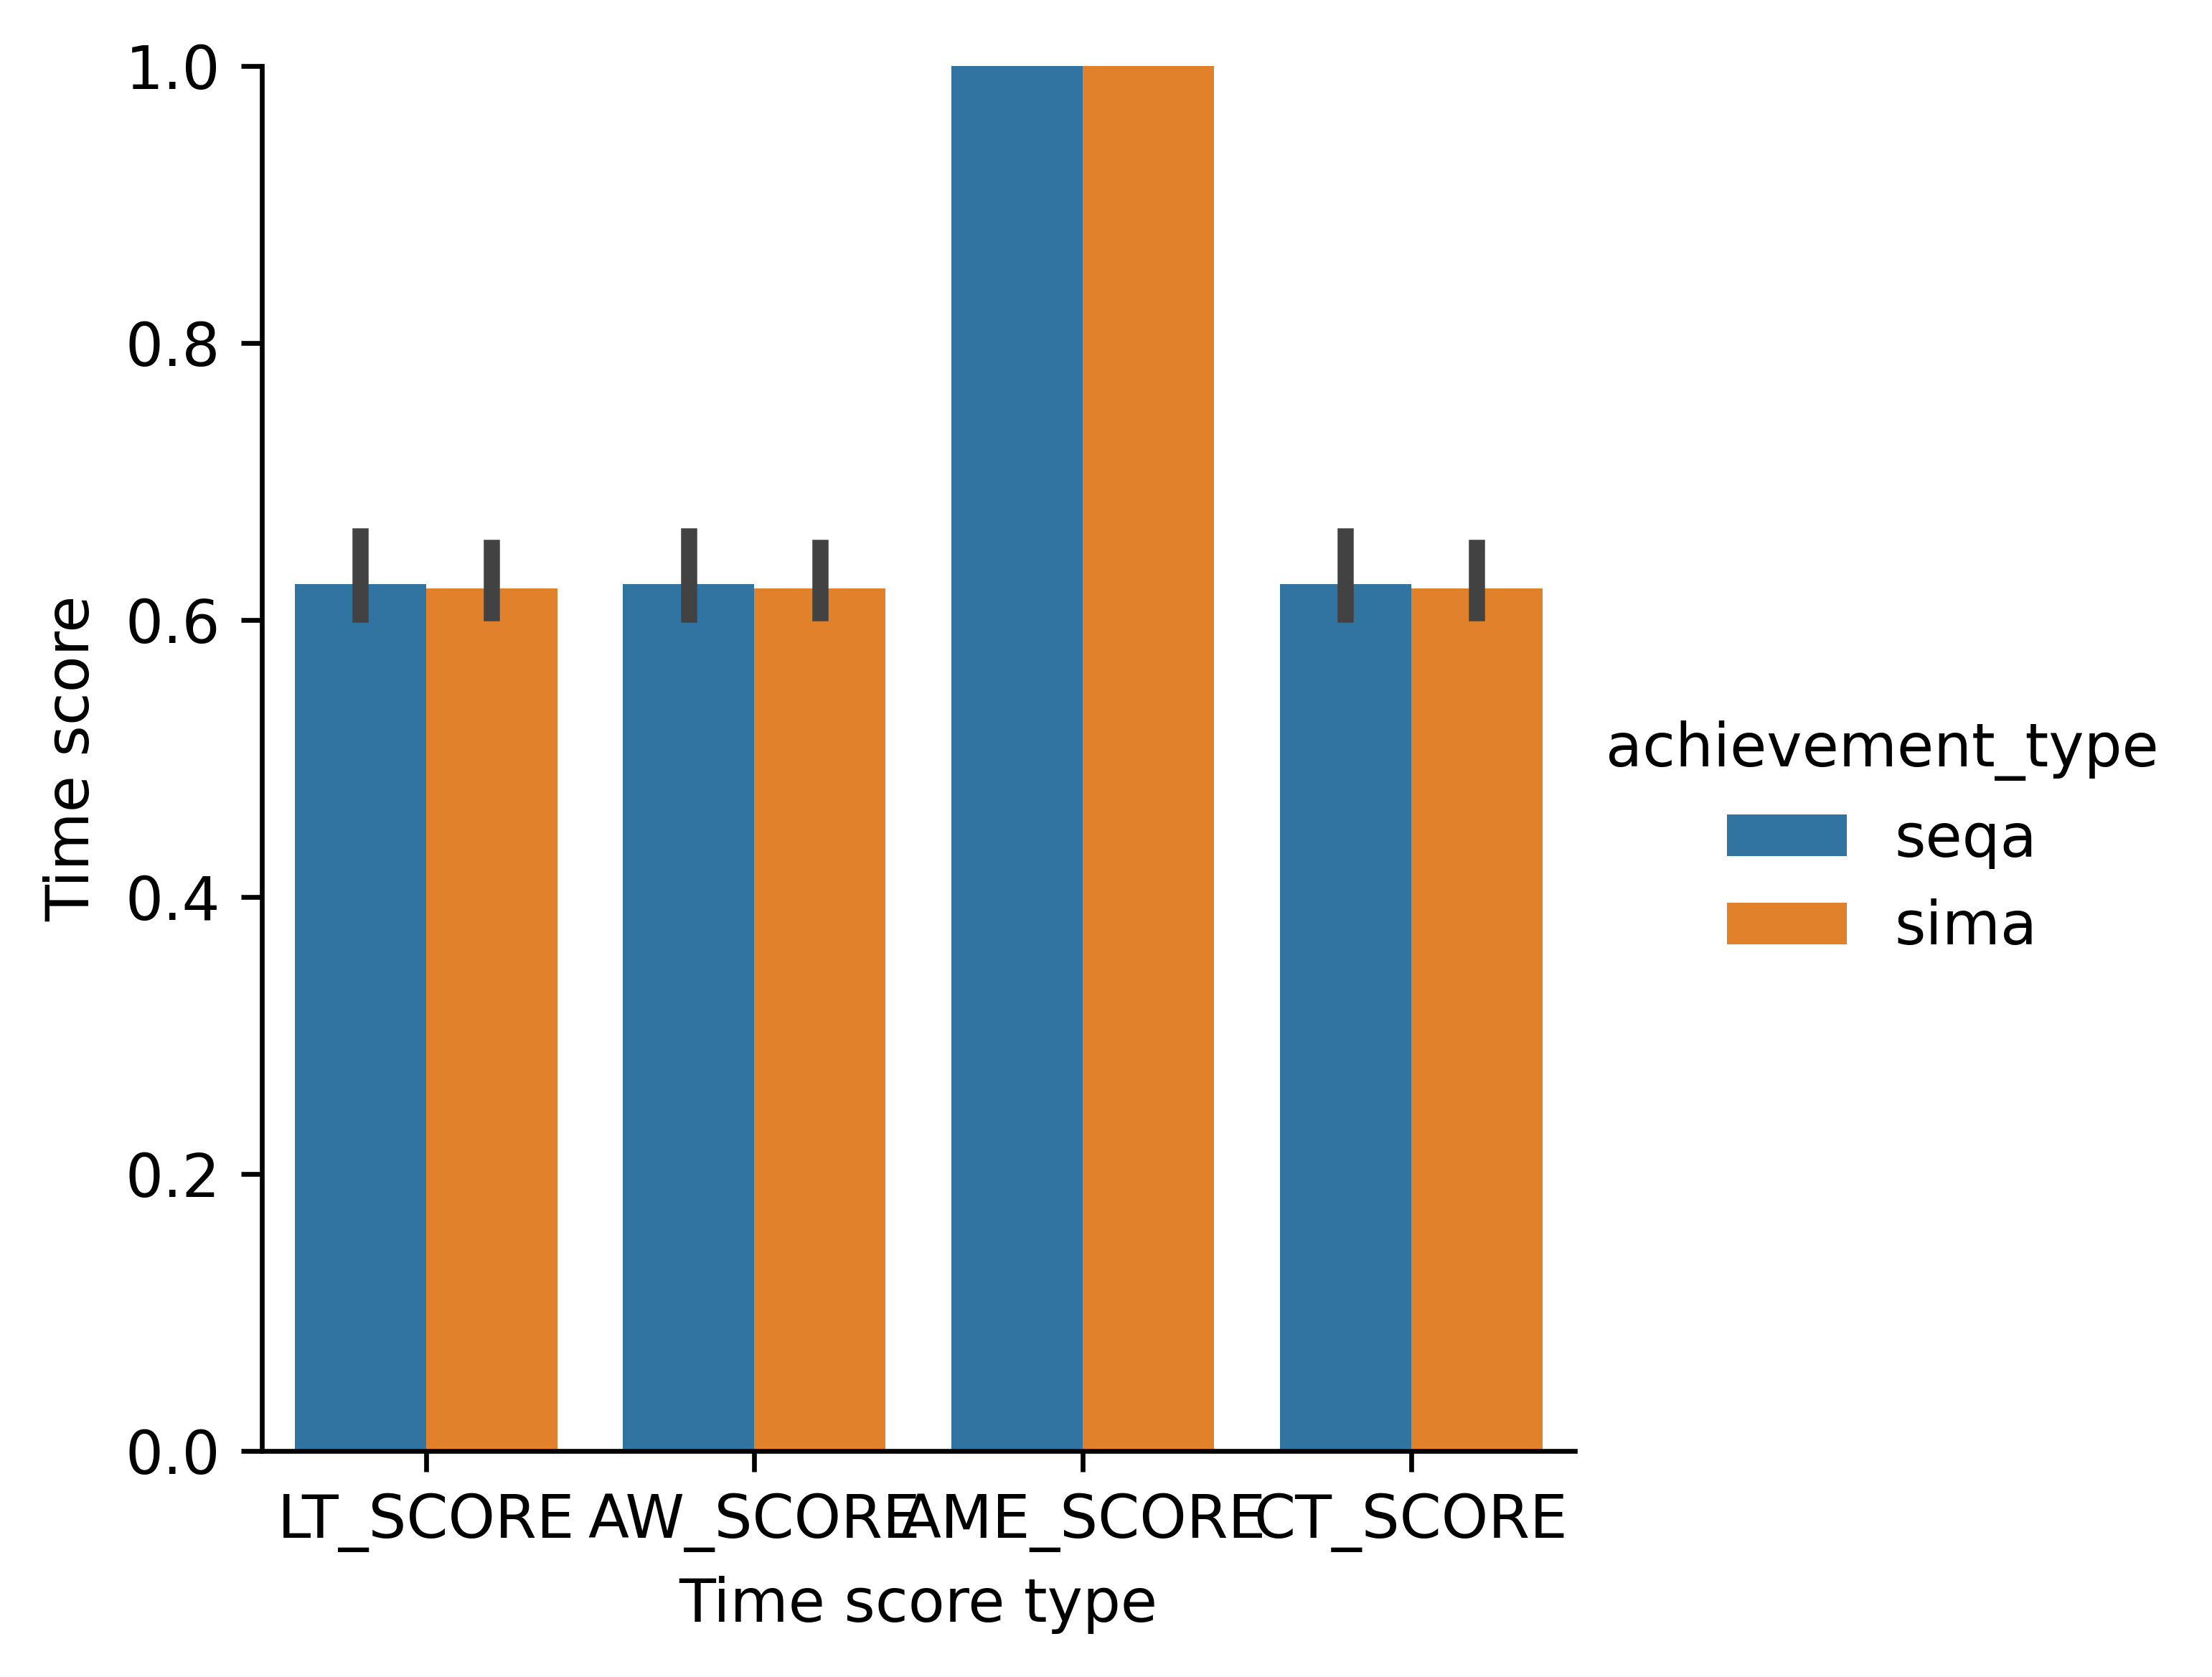 1.0
0.8
0.6
0.4
0.2
0.0
Time score
LT_SCORE AW_SCORE AME_SCORE CT_SCORE
Time score type
achievement_type
seqa
sima